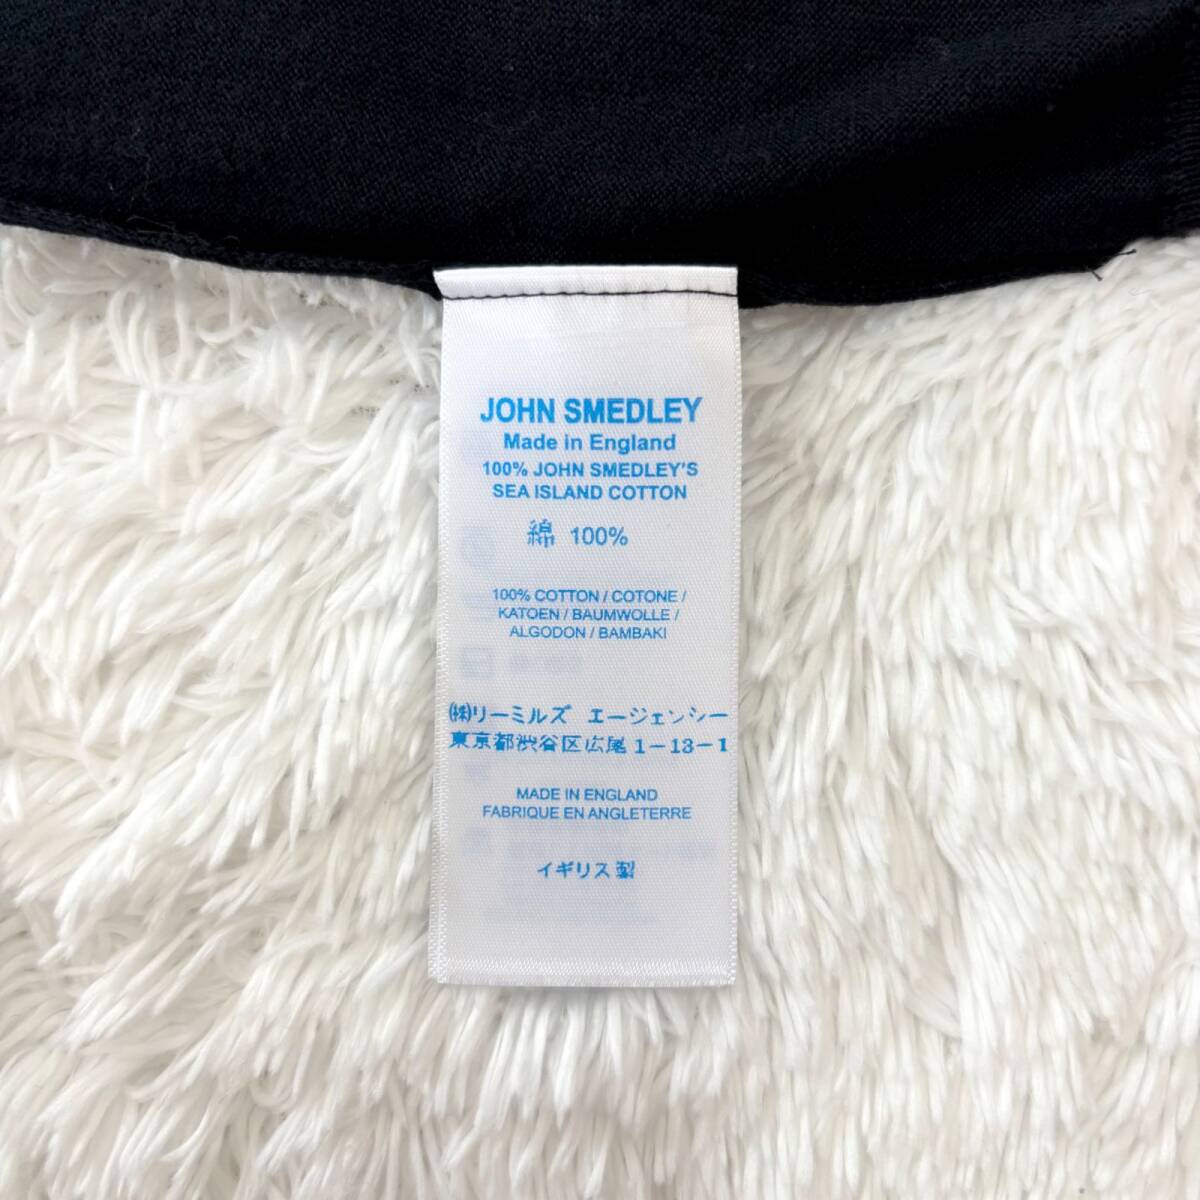 JOHN SMEDLEY
Made in England
100% JOHN SMEDLEY'S
SEA ISLAND COTTON
綿 100%
100% COTTON / COTONE /
KATOEN / BAUMWOLLE /
ALGODON / BAMBAKI
㈱リーミルズ エージェンシー
東京都渋谷区広尾1-13-1
MADE IN ENGLAND
FABRIQUE EN ANGLETERRE
イギリス製